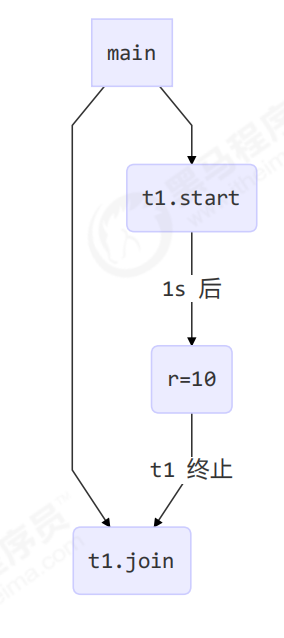 main
t1.start
1s 后
r=10
t1 终止
t1.join